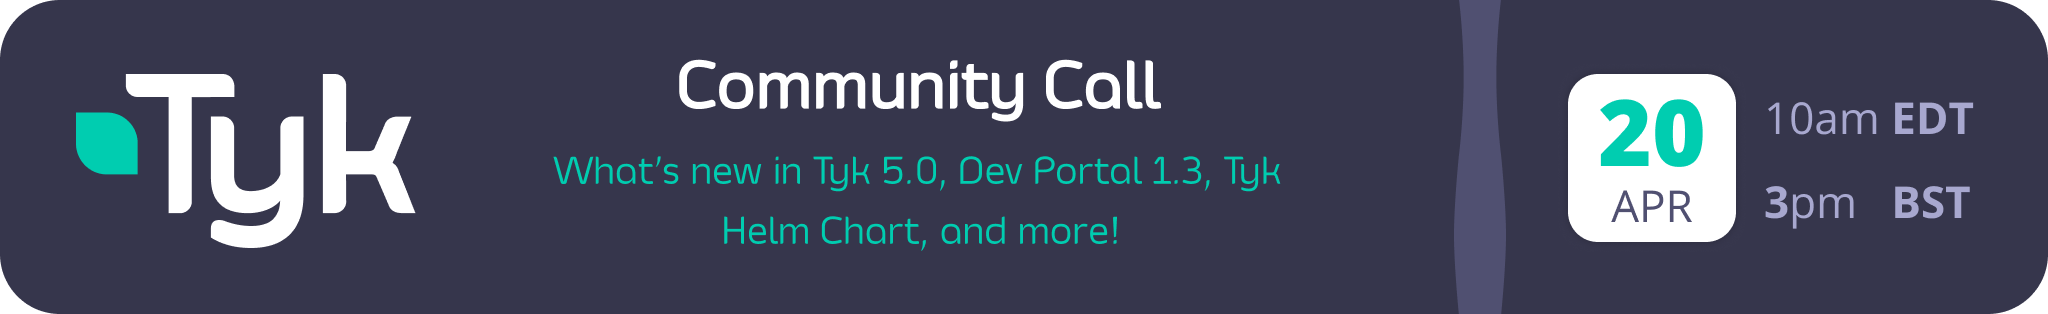 Tyk
Community Call
What's new in Tyk 5.0, Dev Portal 1.3, Tyk
Helm Chart, and more!
20
APR
10am EDT
3pm BST